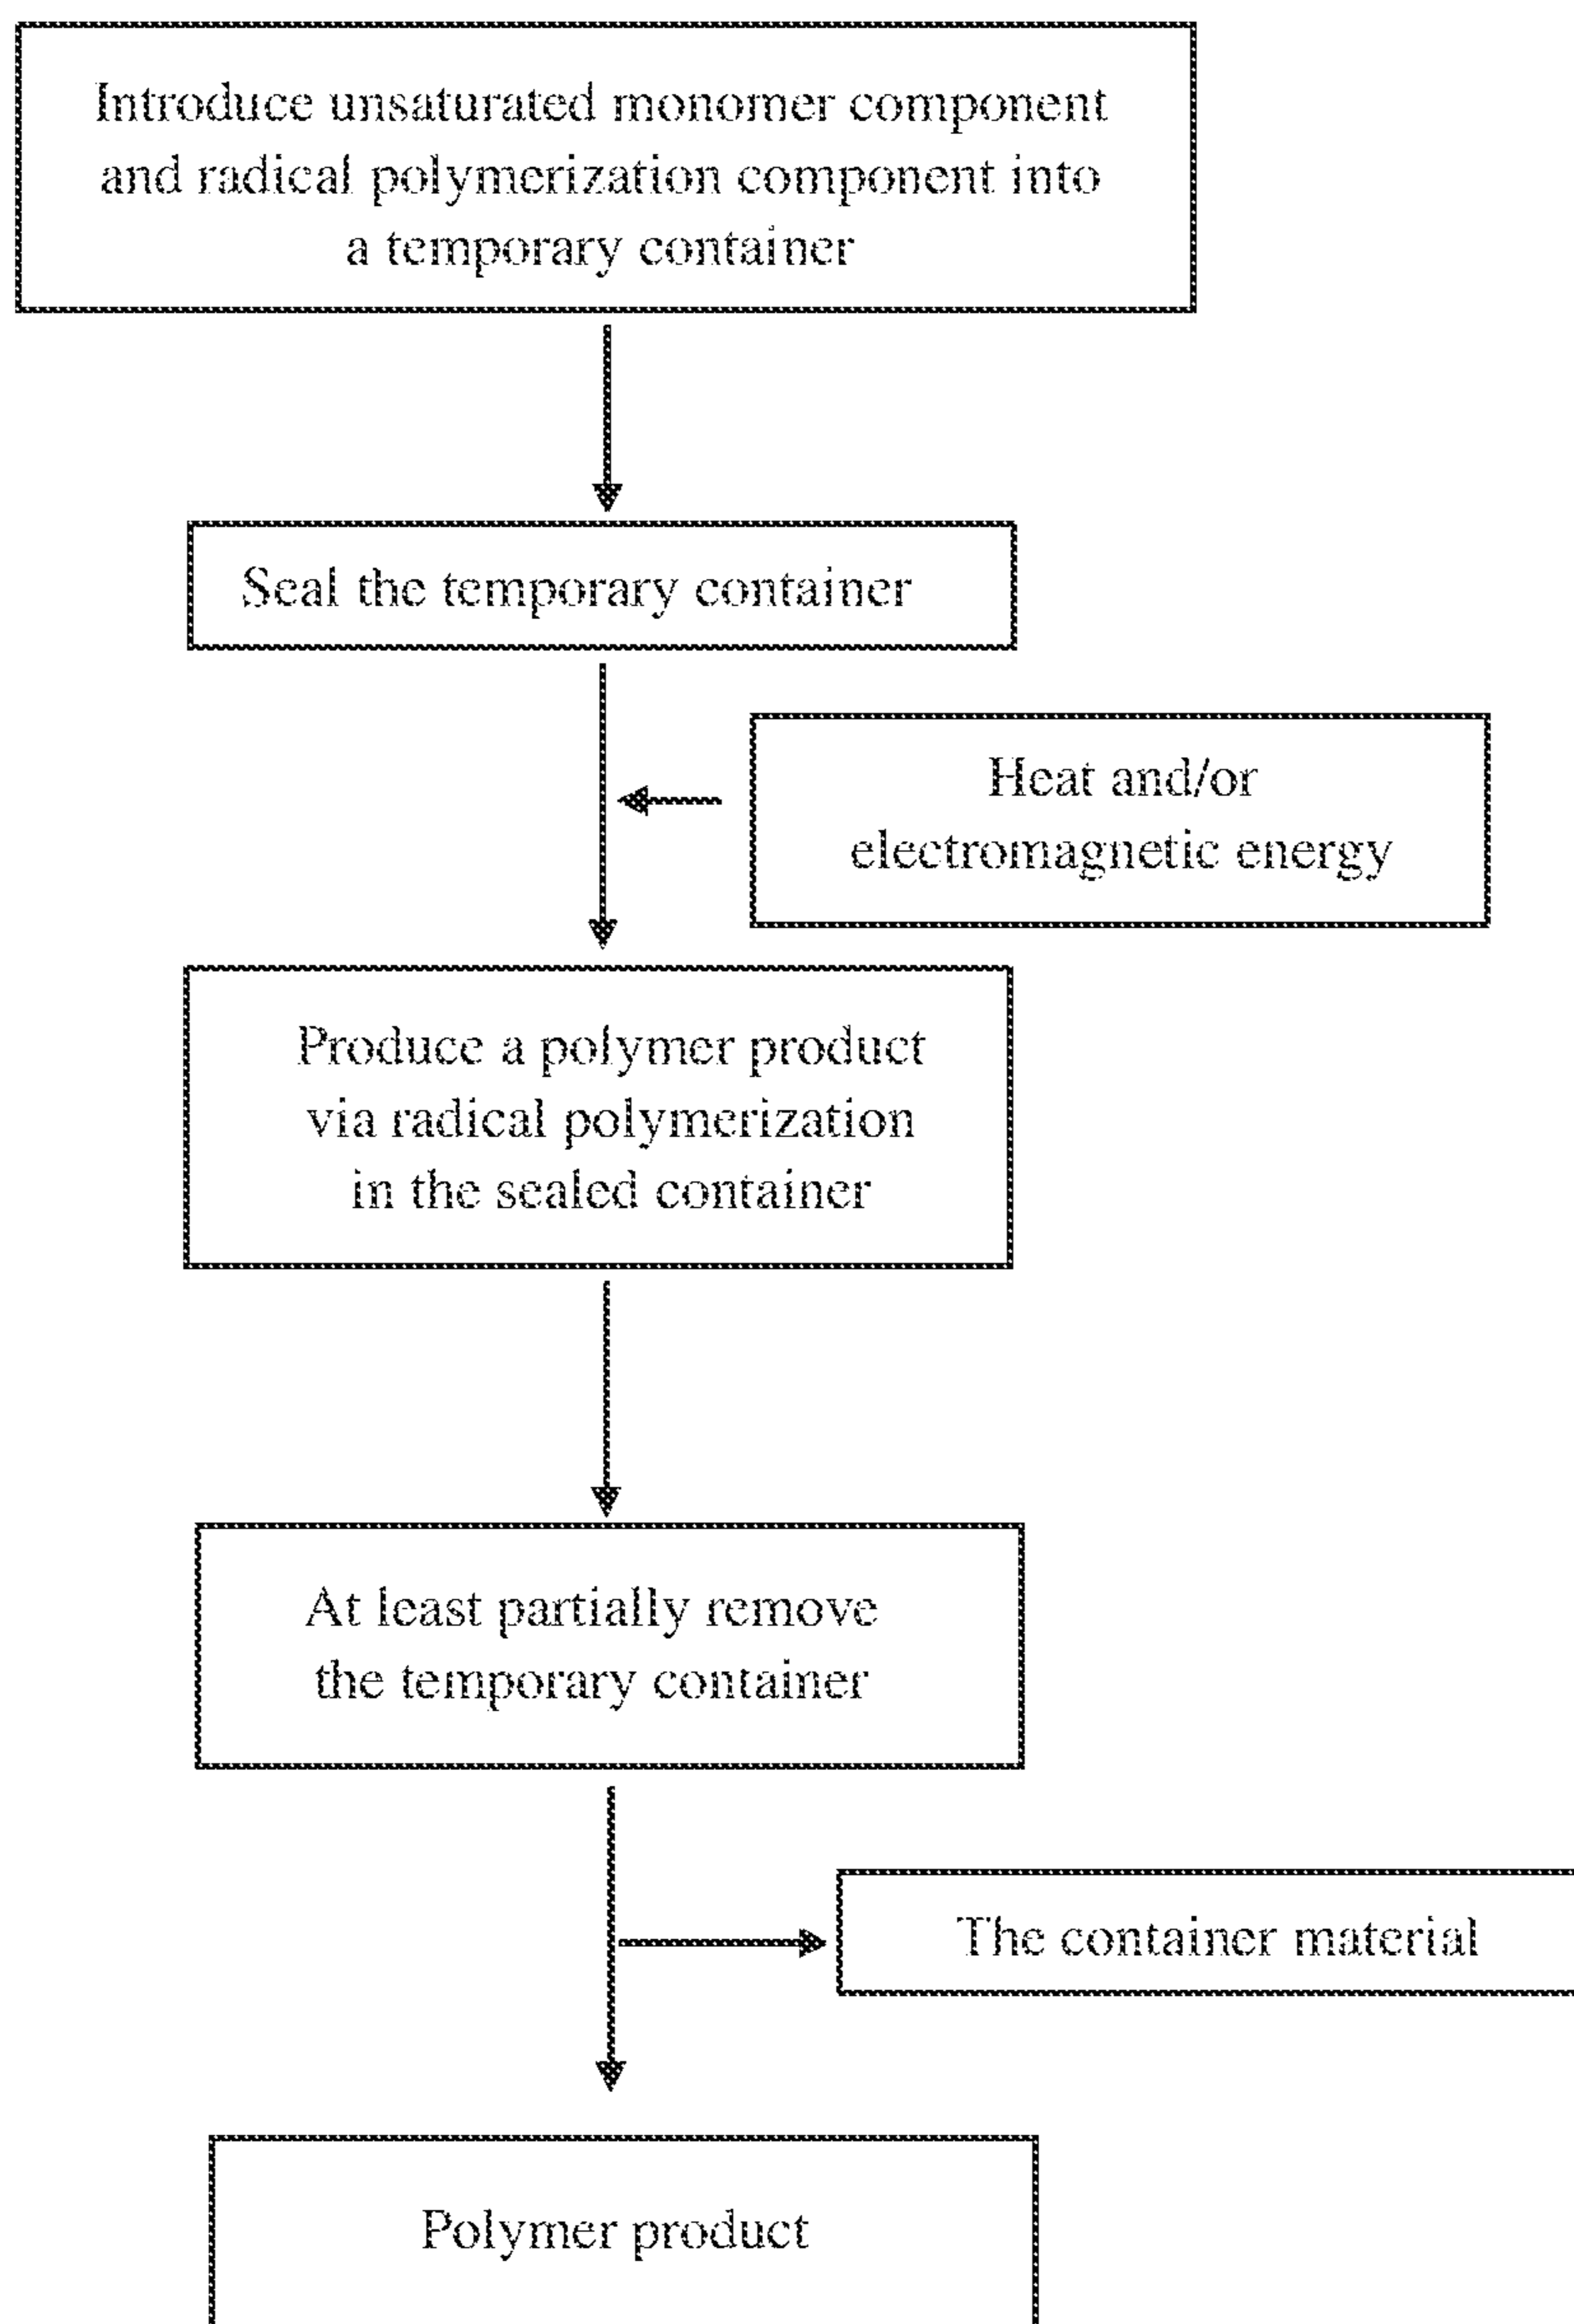 Introduce unsaturated monomer component
and radical polymerization component into
a temporary container
Seal the temporary container
Heat and/or
electromagnetic energy
Produce a polymer product
via radical polymerization
in the sealed container
At least partially remove
the temporary container
The container material
Polymer product